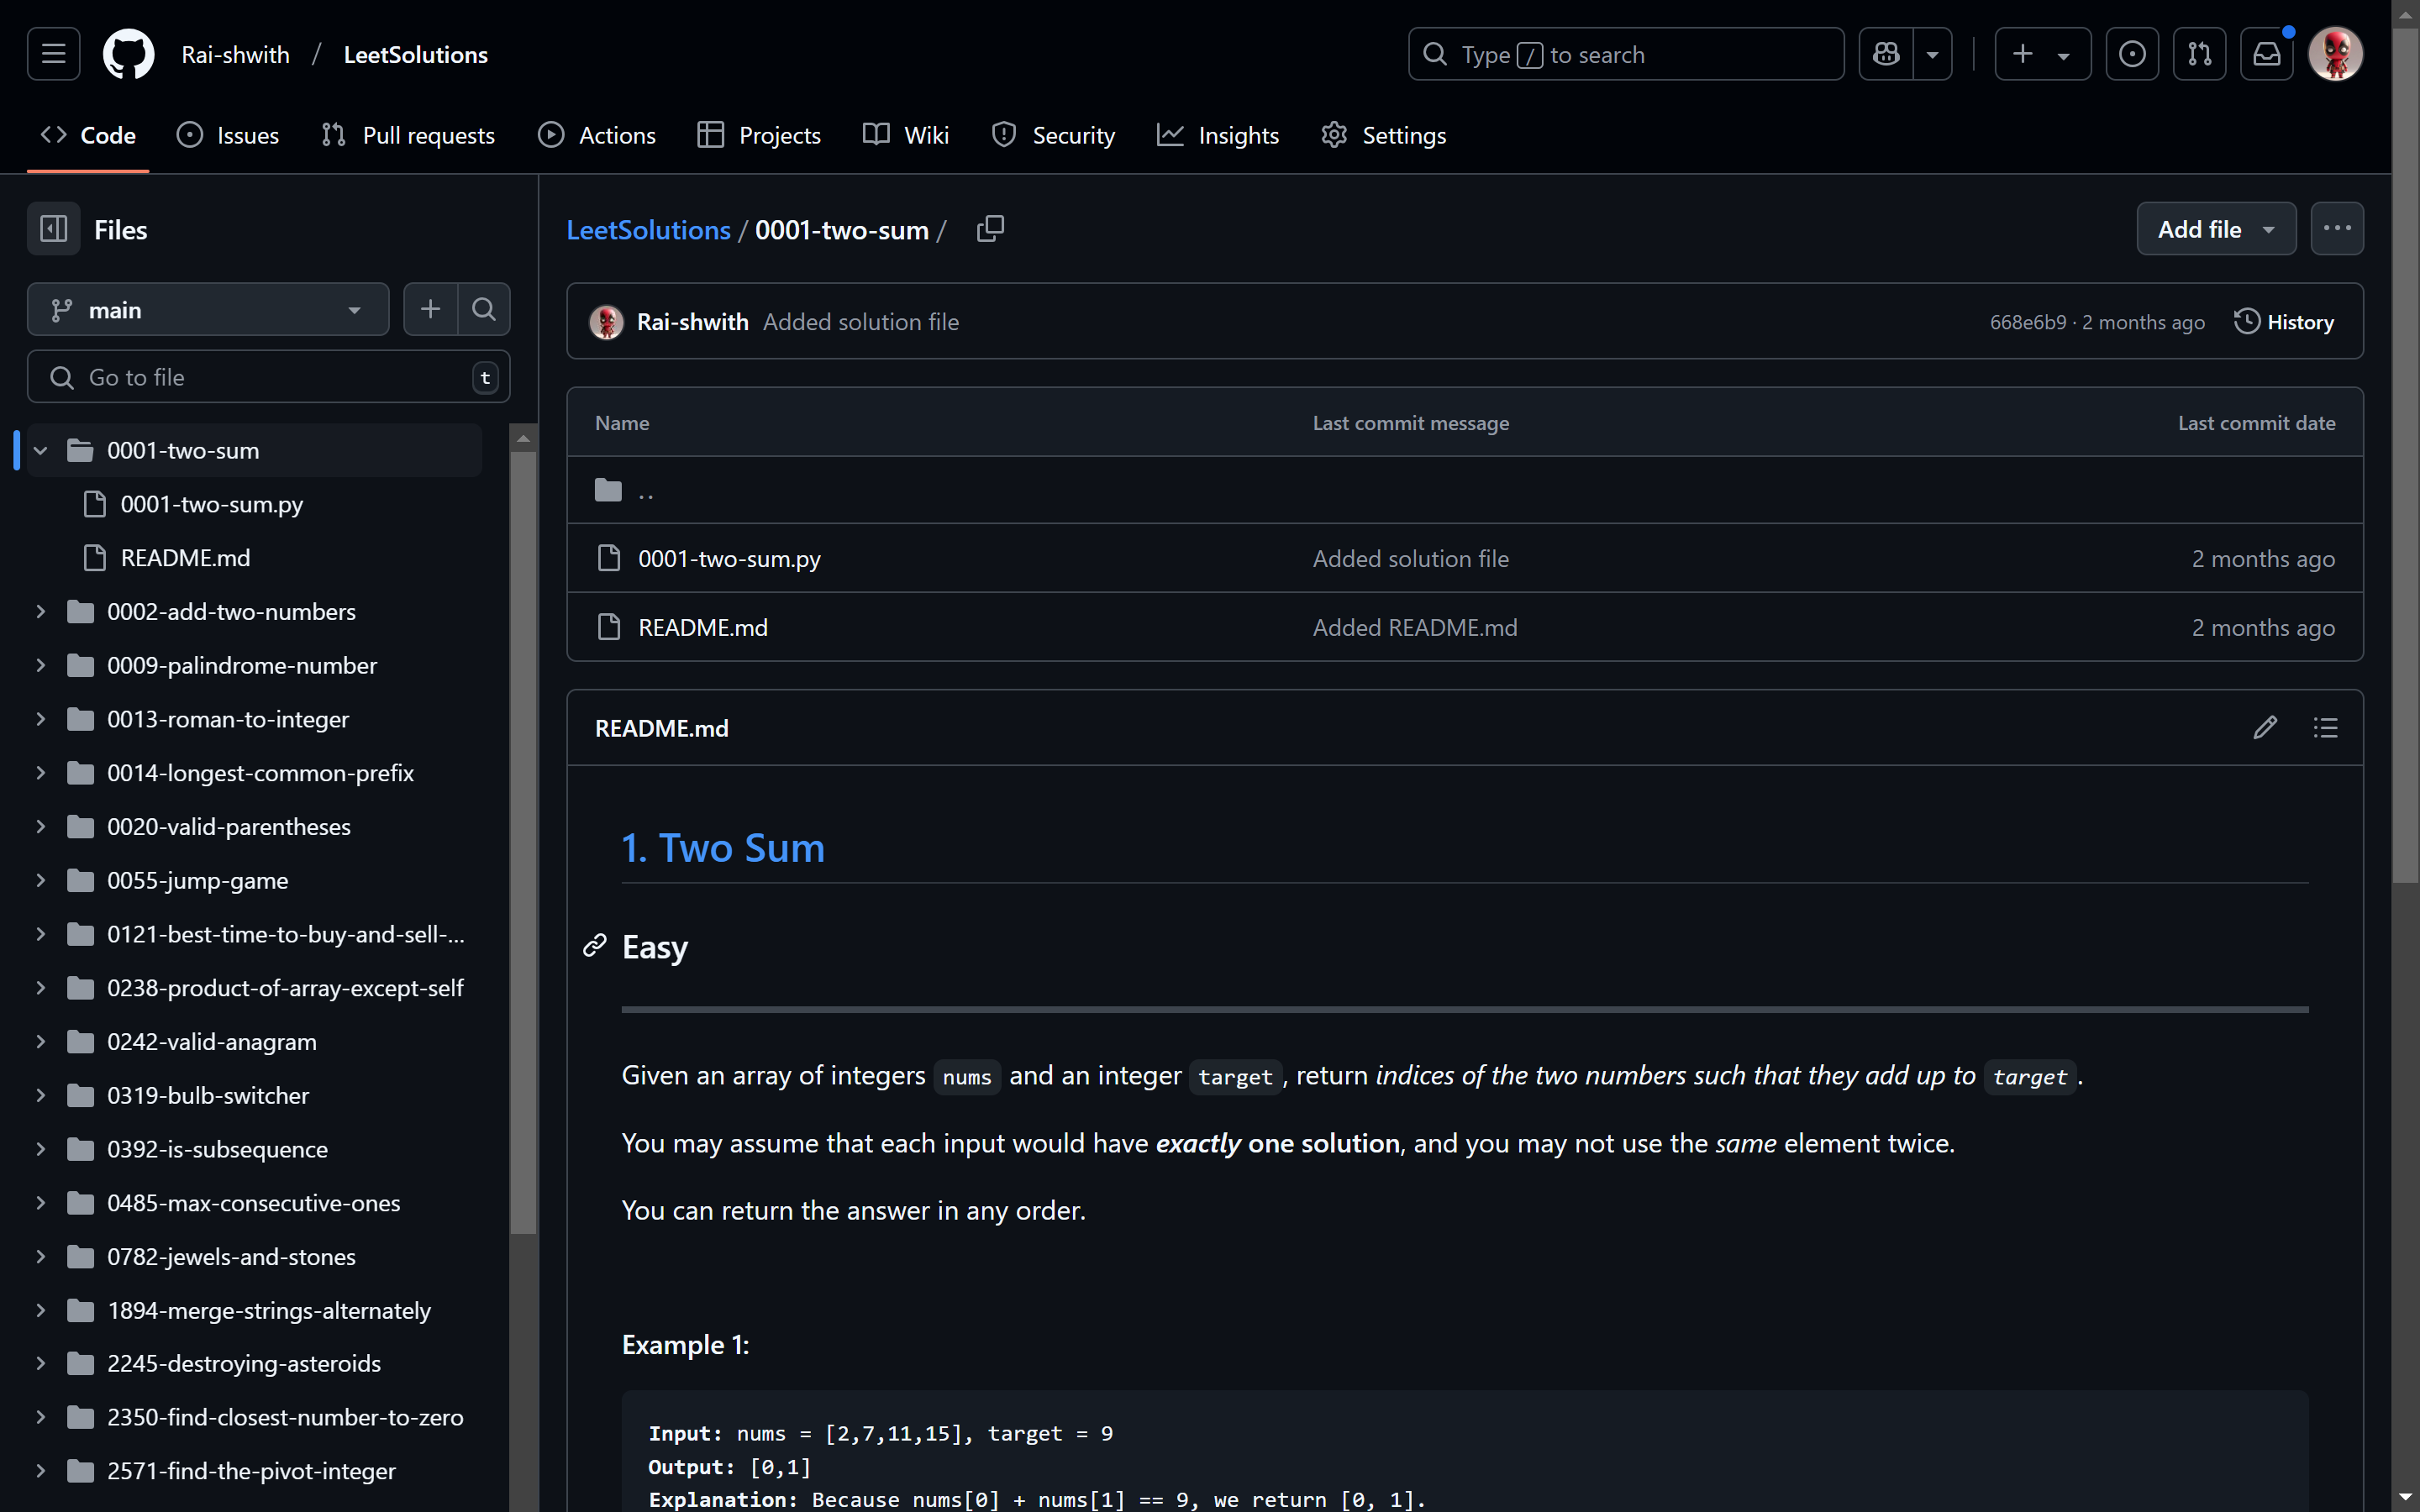 Rai-shwith / LeetSolutions
Type / to search
Code
Issues
Pull requests
Actions
Projects
Wiki
Security
Insights
Settings
Files
main
Go to file
t
0001-two-sum
0001-two-sum.py
README.md
0002-add-two-numbers
0009-palindrome-number
0013-roman-to-integer
0014-longest-common-prefix
0020-valid-parentheses
0055-jump-game
0121-best-time-to-buy-and-sell-...
0238-product-of-array-except-self
0242-valid-anagram
0319-bulb-switcher
0392-is-subsequence
0485-max-consecutive-ones
0782-jewels-and-stones
1894-merge-strings-alternately
2245-destroying-asteroids
2350-find-closest-number-to-zero
2571-find-the-pivot-integer
LeetSolutions / 0001-two-sum /
Add file
Rai-shwith Added solution file
668e6b9 · 2 months ago
History
Name Last commit message Last commit date
..
0001-two-sum.py Added solution file 2 months ago
README.md Added README.md 2 months ago
README.md
1. Two Sum
Easy
Given an array of integers nums and an integer target, return indices of the two numbers such that they add up to target.
You may assume that each input would have exactly one solution, and you may not use the same element twice.
You can return the answer in any order.
Example 1:
Input: nums = [2,7,11,15], target = 9
Output: [0,1]
Explanation: Because nums[0] + nums[1] == 9, we return [0, 1].